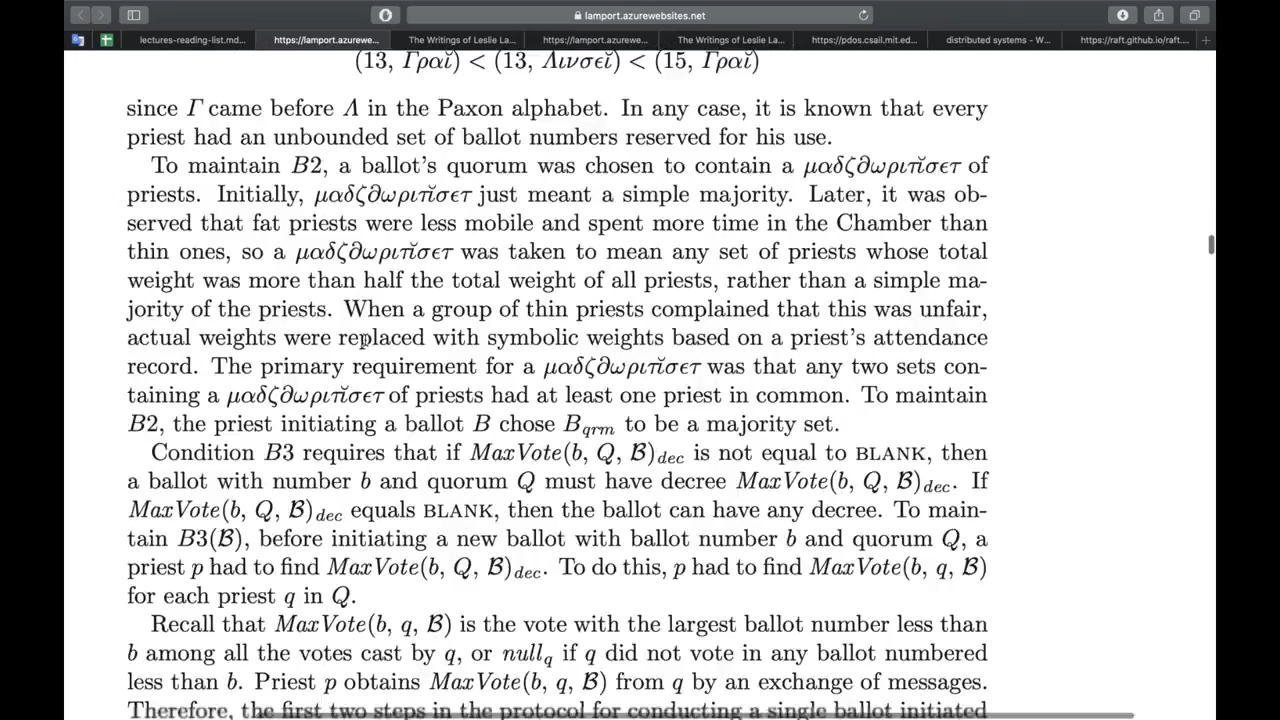 lamport.azurewebsites.net
lectures-reading-list.md...
https://lamport.azurewe...
The Writings of Leslie La...
https://lamport.azurewe...
The Writings of Leslie La...
https://pdos.csail.mit.ed...
distributed systems - W...
https://raft.github.io/raft....
(13, Γραῐ) < (13, Λινσεῐ) < (15, Γραῐ)
since Γ came before Λ in the Paxon alphabet. In any case, it is known that every
priest had an unbounded set of ballot numbers reserved for his use.
To maintain B2, a ballot's quorum was chosen to contain a μαδζ∂ωριτῐσετ of
priests. Initially, μαδζ∂ωριτῐσετ just meant a simple majority. Later, it was ob-
served that fat priests were less mobile and spent more time in the Chamber than
thin ones, so a μαδζ∂ωριτῐσετ was taken to mean any set of priests whose total
weight was more than half the total weight of all priests, rather than a simple ma-
jority of the priests. When a group of thin priests complained that this was unfair,
actual weights were replaced with symbolic weights based on a priest's attendance
record. The primary requirement for a μαδζ∂ωριτῐσετ was that any two sets con-
taining a μαδζ∂ωριτῐσετ of priests had at least one priest in common. To maintain
B2, the priest initiating a ballot B chose B_qrm to be a majority set.
Condition B3 requires that if MaxVote(b, Q, ℬ)_dec is not equal to BLANK, then
a ballot with number b and quorum Q must have decree MaxVote(b, Q, ℬ)_dec. If
MaxVote(b, Q, ℬ)_dec equals BLANK, then the ballot can have any decree. To main-
tain B3(ℬ), before initiating a new ballot with ballot number b and quorum Q, a
priest p had to find MaxVote(b, Q, ℬ)_dec. To do this, p had to find MaxVote(b, q, ℬ)
for each priest q in Q.
Recall that MaxVote(b, q, ℬ) is the vote with the largest ballot number less than
b among all the votes cast by q, or null_q if q did not vote in any ballot numbered
less than b. Priest p obtains MaxVote(b, q, ℬ) from q by an exchange of messages.
Therefore, the first two steps in the protocol for conducting a single ballot initiated